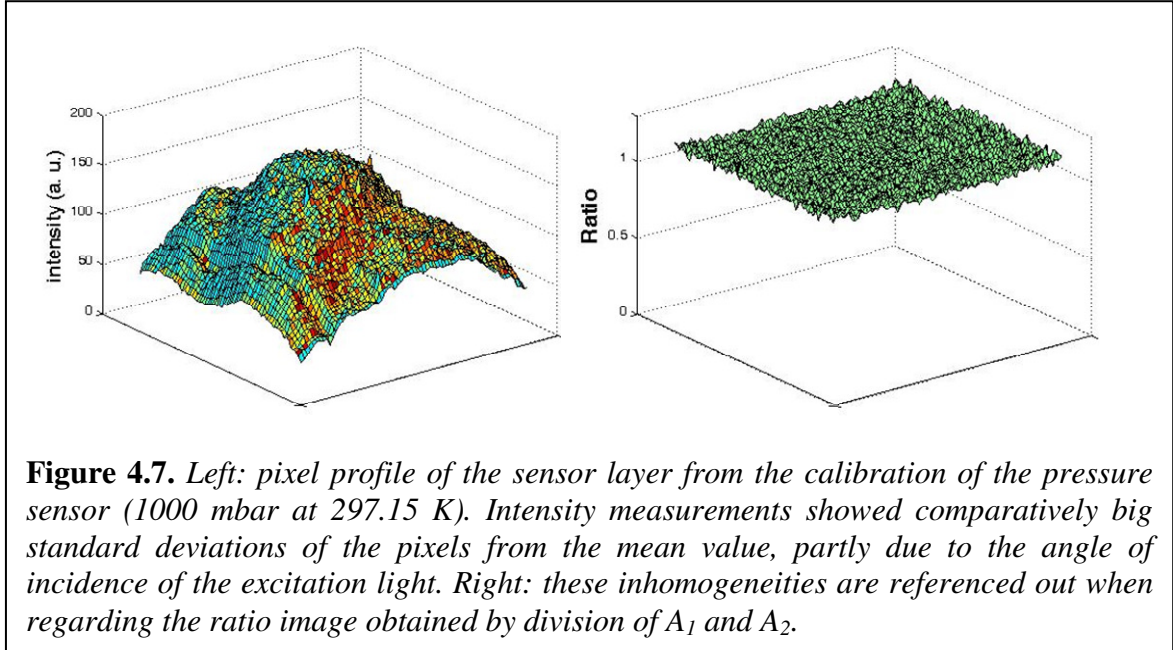 200
150
100
50
0
intensity (a. u.)
1
0.5
0
Ratio
Figure 4.7. Left: pixel profile of the sensor layer from the calibration of the pressure
sensor (1000 mbar at 297.15 K). Intensity measurements showed comparatively big
standard deviations of the pixels from the mean value, partly due to the angle of
incidence of the excitation light. Right: these inhomogeneities are referenced out when
regarding the ratio image obtained by division of A1 and A2.